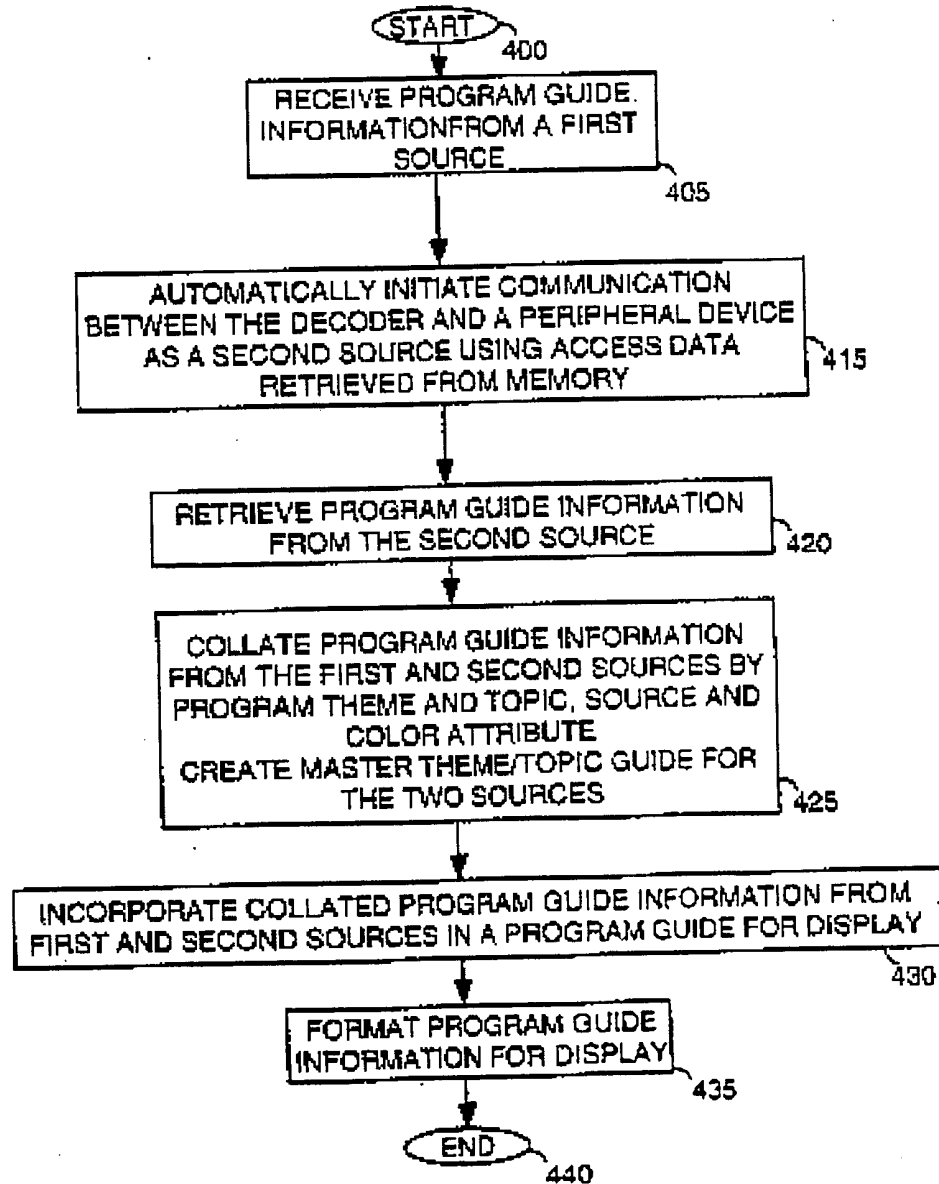 START
400
RECEIVE PROGRAM GUIDE.
INFORMATIONFROM A FIRST
SOURCE
405
AUTOMATICALLY INITIATE COMMUNICATION
BETWEEN THE DECODER AND A PERIPHERAL DEVICE
AS A SECOND SOURCE USING ACCESS DATA
RETRIEVED FROM MEMORY
415
RETRIEVE PROGRAM GUIDE INFORMATION
FROM THE SECOND SOURCE
420
COLLATE PROGRAM GUIDE INFORMATION
FROM THE FIRST AND SECOND SOURCES BY
PROGRAM THEME AND TOPIC, SOURCE AND
COLOR ATTRIBUTE
CREATE MASTER THEME/TOPIC GUIDE FOR
THE TWO SOURCES
425
INCORPORATE COLLATED PROGRAM GUIDE INFORMATION FROM
FIRST AND SECOND SOURCES IN A PROGRAM GUIDE FOR DISPLAY
430
FORMAT PROGRAM GUIDE
INFORMATION FOR DISPLAY
435
END
440